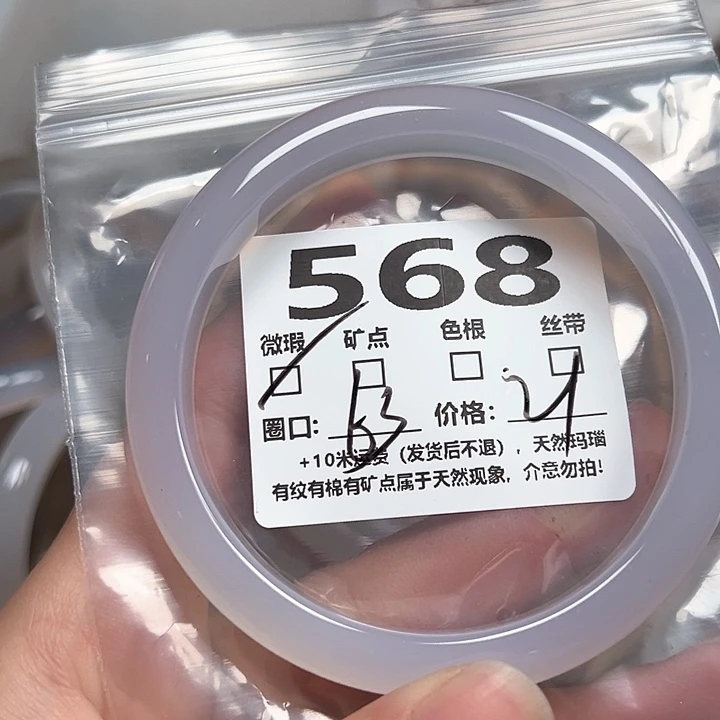 568
微瑕 矿点 色根 丝带
圈口: 63 价格: 21
+10米运费（发货后不退），天然玛瑙
有纹有棉有矿点属于天然现象，介意勿拍!